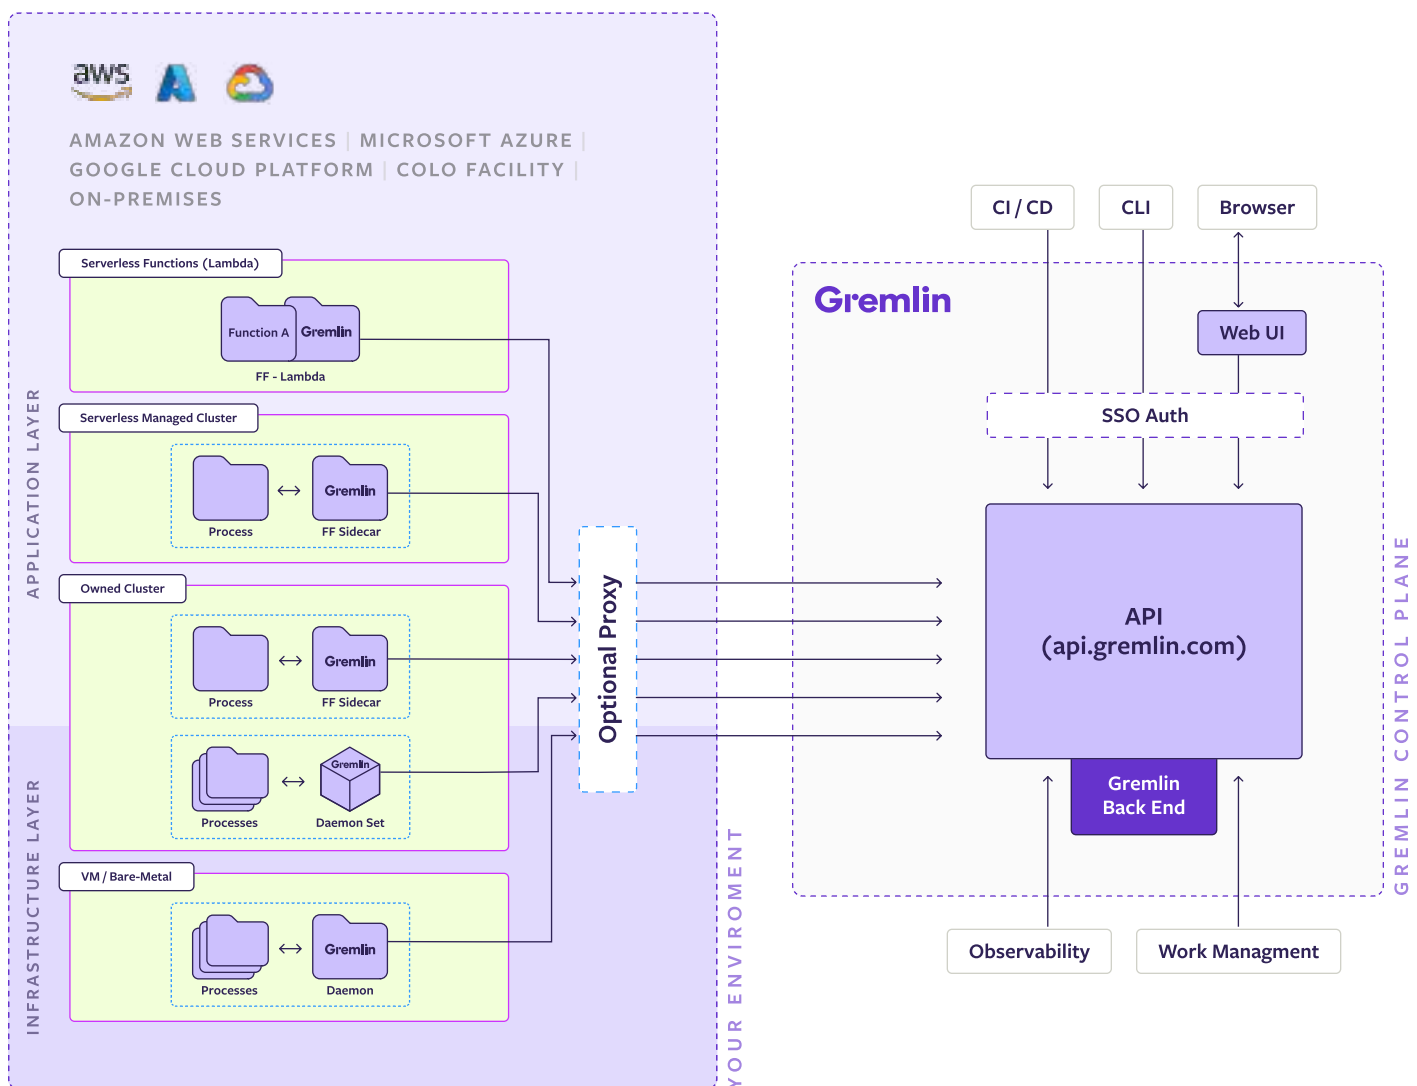 aws
AMAZON WEB SERVICES | MICROSOFT AZURE |
GOOGLE CLOUD PLATFORM | COLO FACILITY |
ON-PREMISES
APPLICATION LAYER
Serverless Functions (Lambda)
Function A
Gremlin
FF - Lambda
Serverless Managed Cluster
Gremlin
Process
FF Sidecar
Owned Cluster
Gremlin
Process
FF Sidecar
INFRASTRUCTURE LAYER
Gremlin
Processes
Daemon Set
VM / Bare-Metal
Gremlin
Processes
Daemon
Optional Proxy
YOUR ENVIROMENT
CI / CD
CLI
Browser
Gremlin
Web UI
SSO Auth
API
(api.gremlin.com)
Gremlin
Back End
GREMLIN CONTROL PLANE
Observability
Work Managment